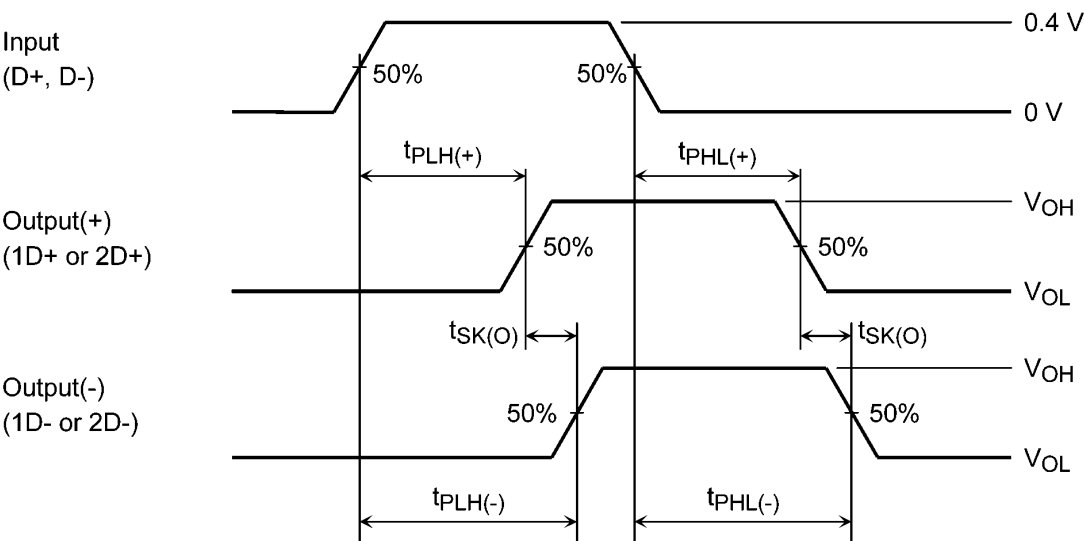 Input
(D+, D-)
50%
50%
0.4 V
0 V
tPLH(+)
tPHL(+)
Output(+)
(1D+ or 2D+)
50%
50%
VOH
VOL
tSK(O)
tSK(O)
Output(-)
(1D- or 2D-)
50%
50%
VOH
VOL
tPLH(-)
tPHL(-)